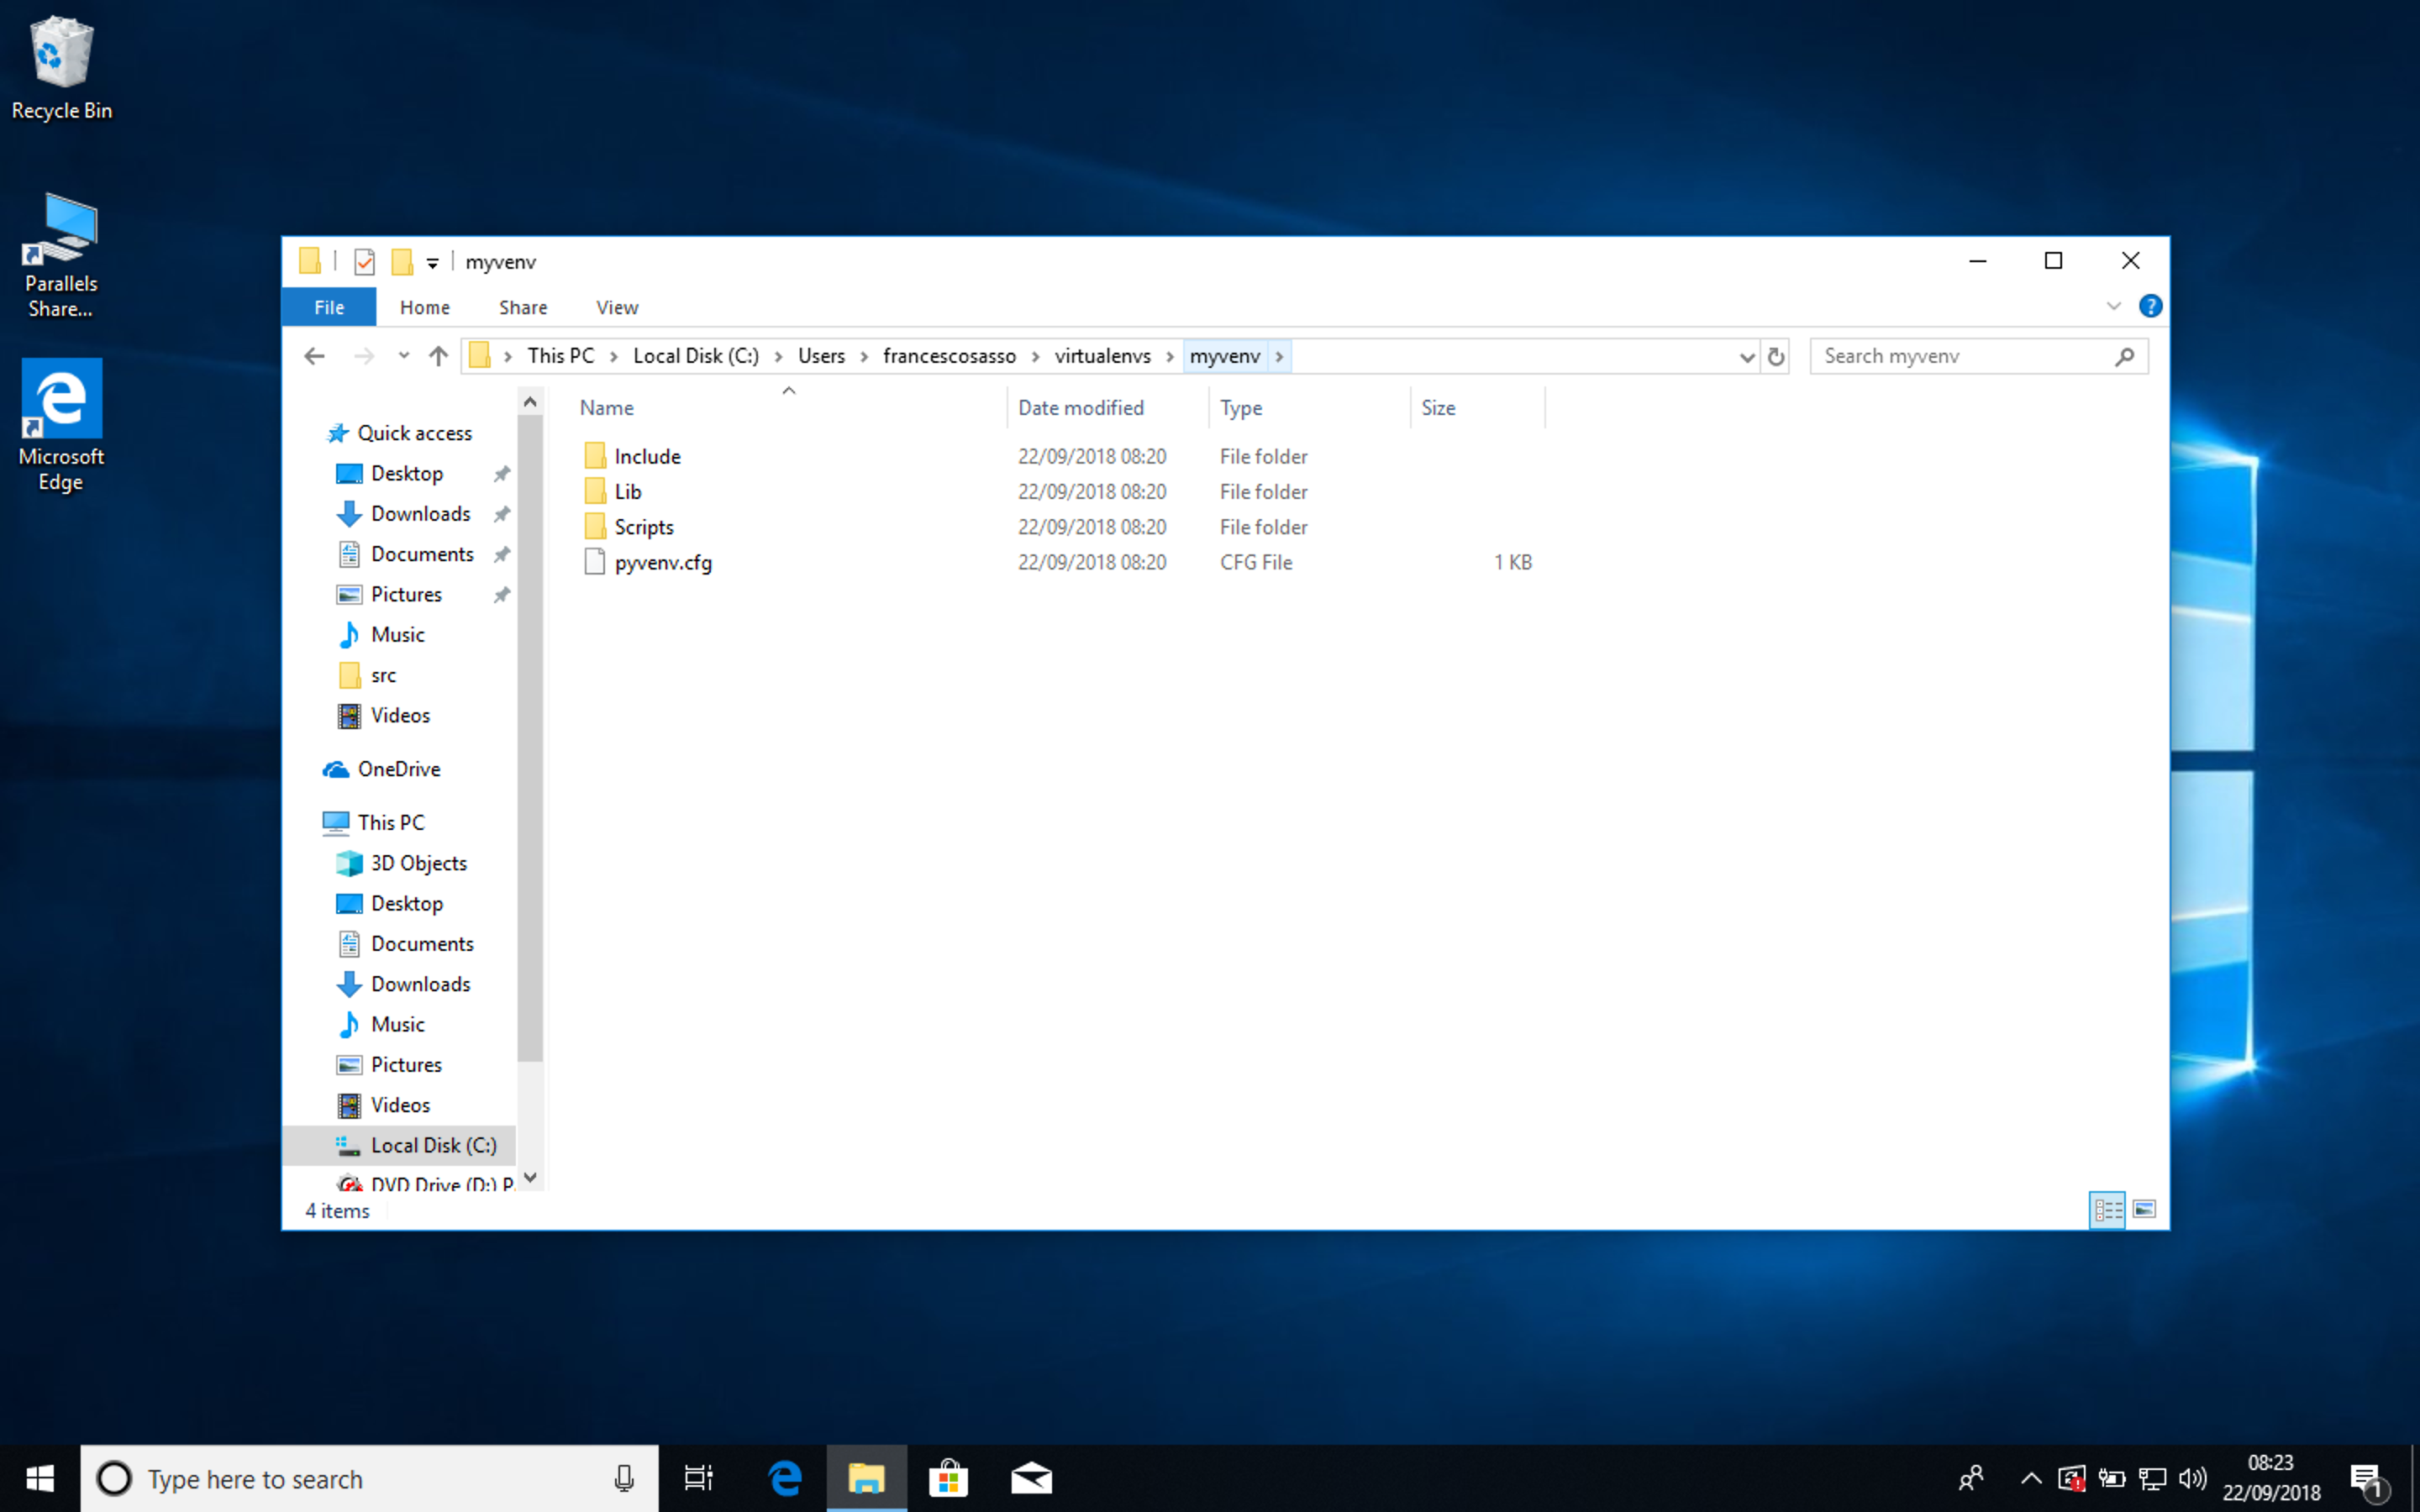 Recycle Bin
Parallels
Share...
Microsoft
Edge
myvenv
File
Home
Share
View
This PC
Local Disk (C:)
Users
francescosasso
virtualenvs
myvenv
Search myvenv
Name
Date modified
Type
Size
Include 22/09/2018 08:20 File folder
Lib 22/09/2018 08:20 File folder
Scripts 22/09/2018 08:20 File folder
pyvenv.cfg 22/09/2018 08:20 CFG File 1 KB
Quick access
Desktop
Downloads
Documents
Pictures
Music
src
Videos
OneDrive
This PC
3D Objects
Desktop
Documents
Downloads
Music
Pictures
Videos
Local Disk (C:)
DVD Drive (D:) P
4 items
Type here to search
08:23
22/09/2018
1